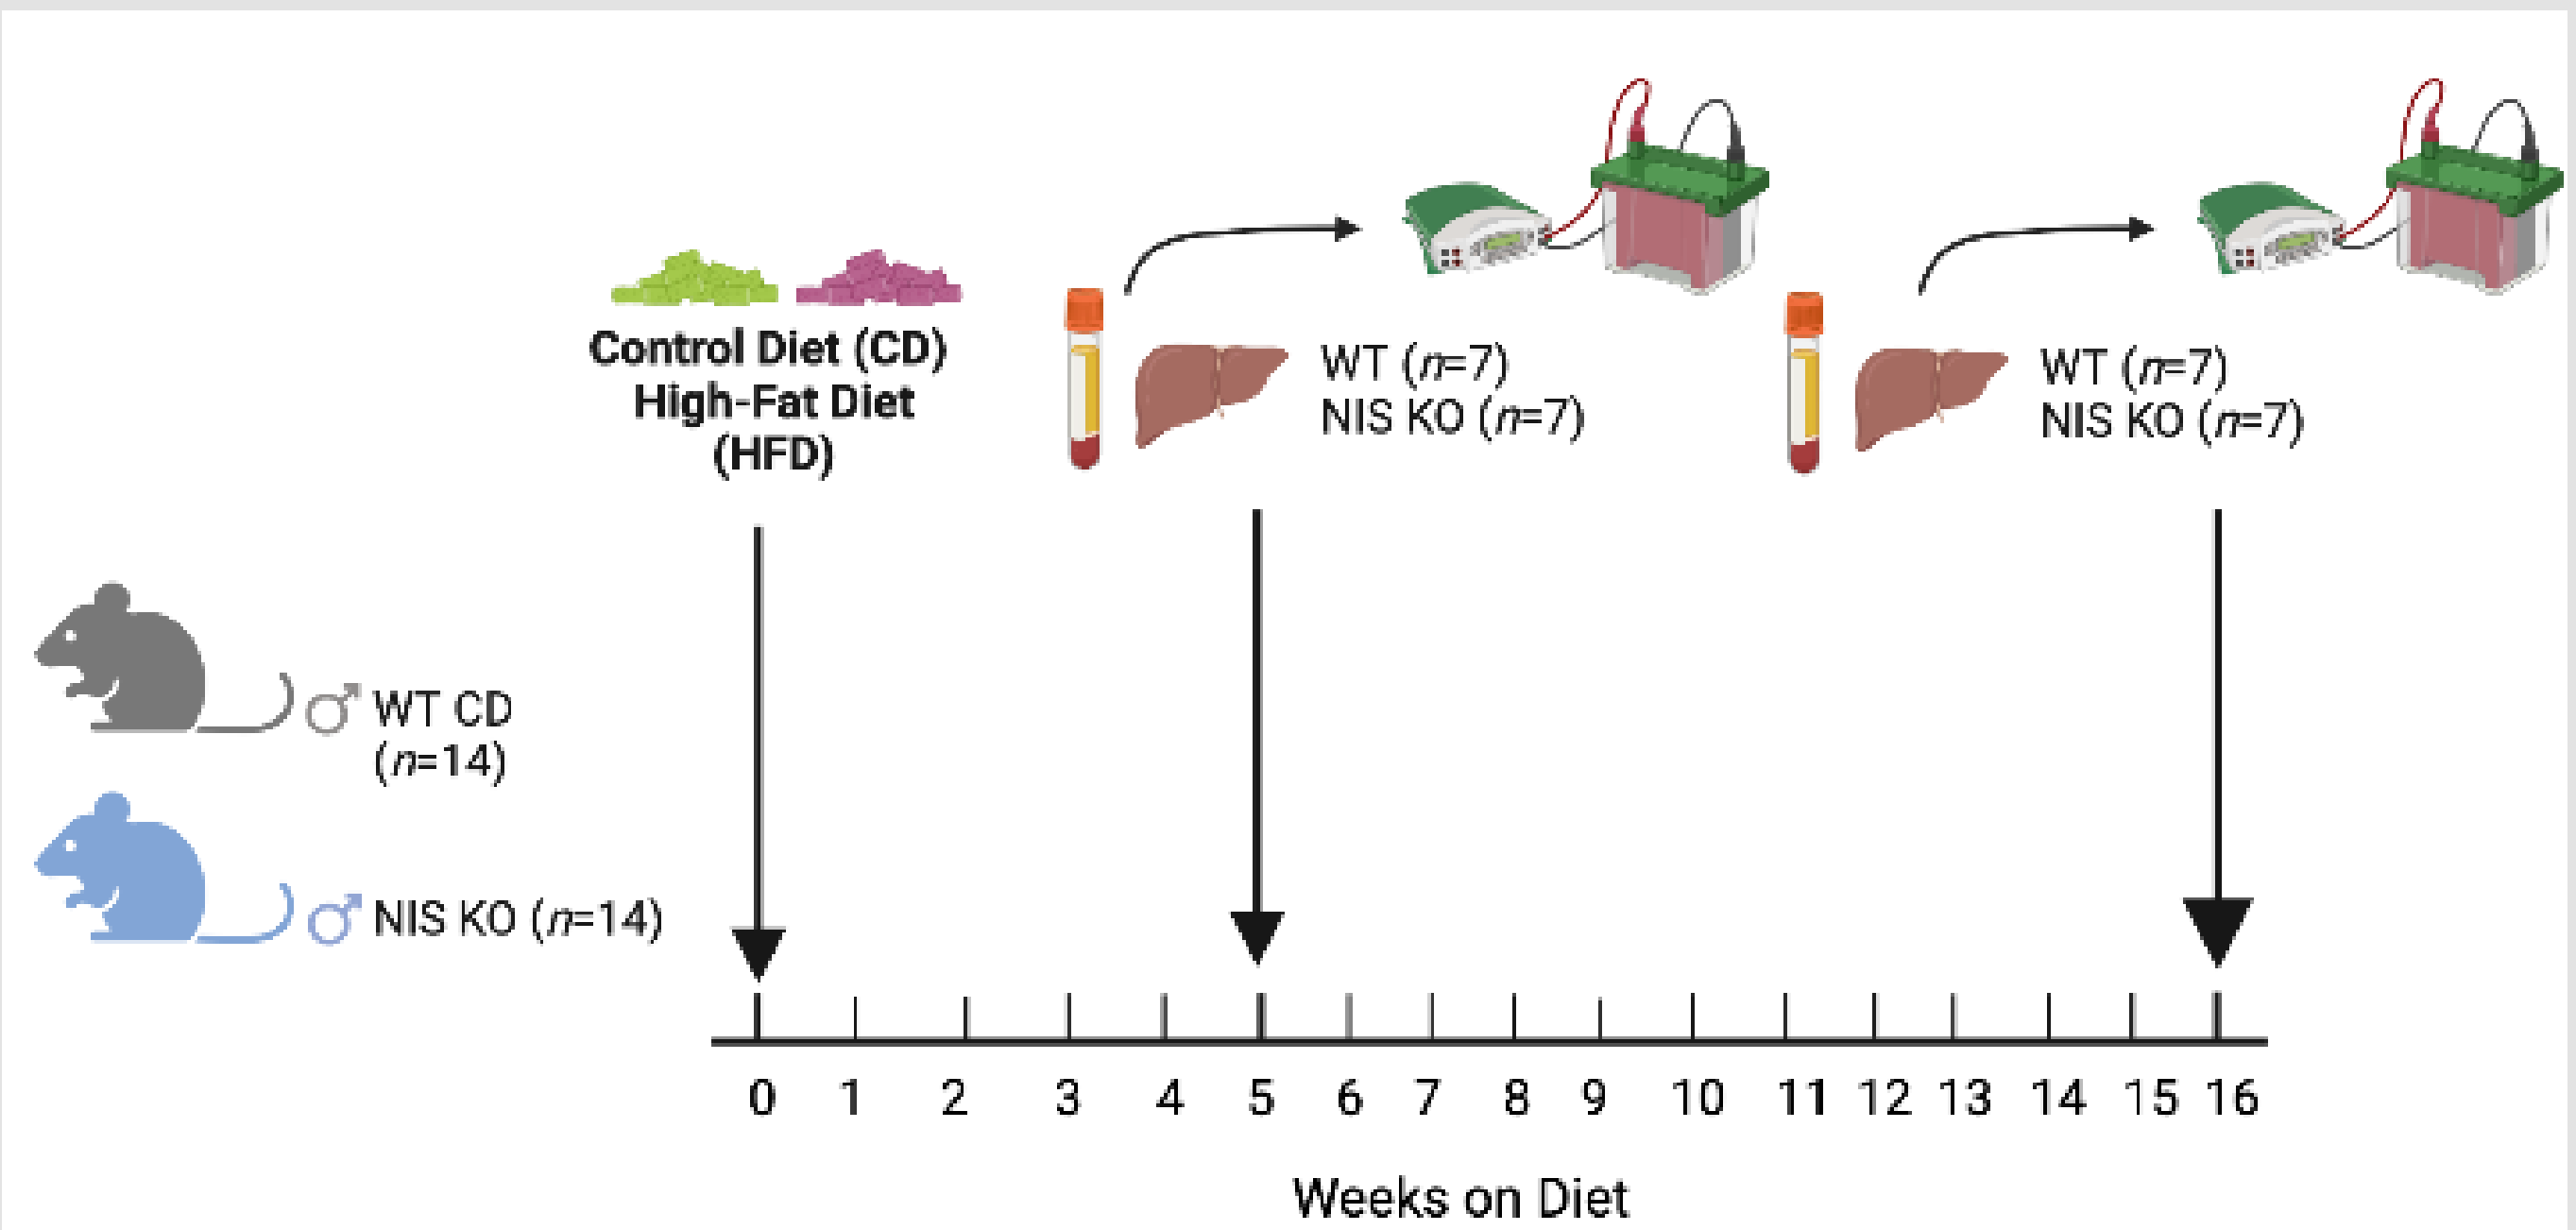 Control Diet (CD)
High-Fat Diet
(HFD)
WT (n=7)
NIS KO (n=7)
WT (n=7)
NIS KO (n=7)
WT CD
(n=14)
NIS KO (n=14)
0 1 2 3 4 5 6 7 8 9 10 11 12 13 14 15 16
Weeks on Diet